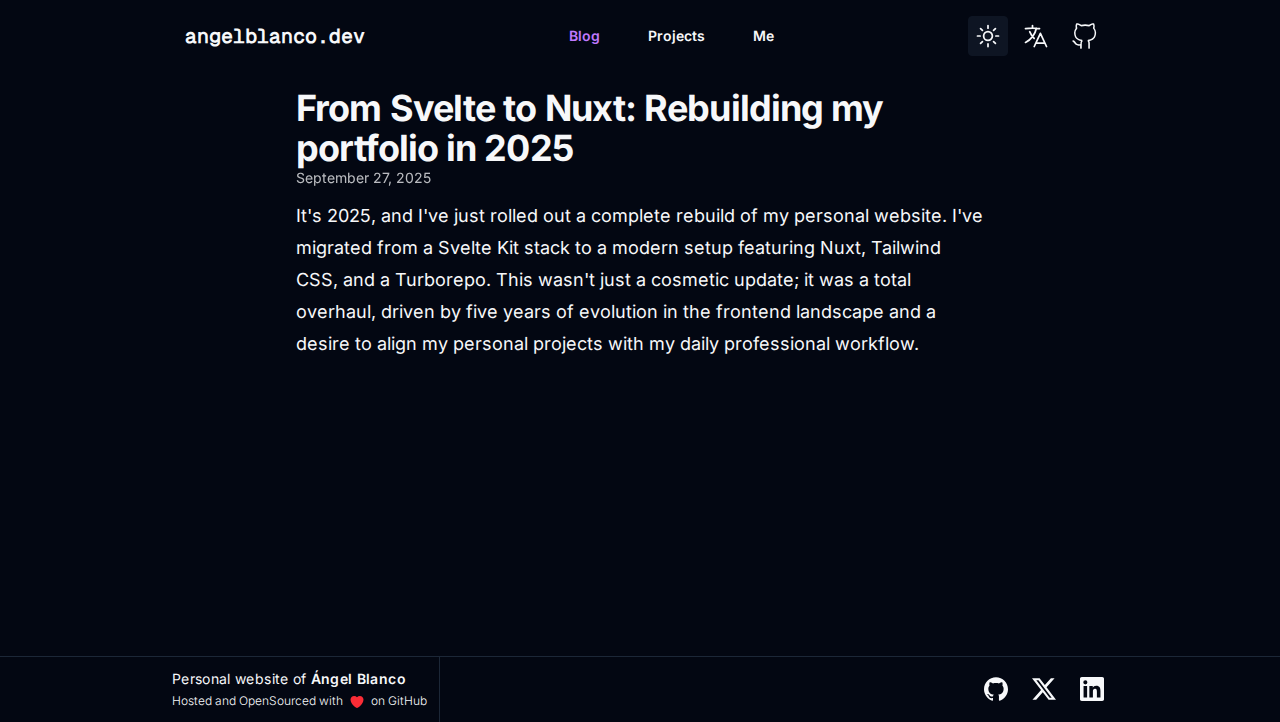 angelblanco.dev
Blog
Projects
Me
From Svelte to Nuxt: Rebuilding my
portfolio in 2025
September 27, 2025
It's 2025, and I've just rolled out a complete rebuild of my personal website. I've
migrated from a Svelte Kit stack to a modern setup featuring Nuxt, Tailwind
CSS, and a Turborepo. This wasn't just a cosmetic update; it was a total
overhaul, driven by five years of evolution in the frontend landscape and a
desire to align my personal projects with my daily professional workflow.
Personal website of Ángel Blanco
Hosted and OpenSourced with ❤️ on GitHub